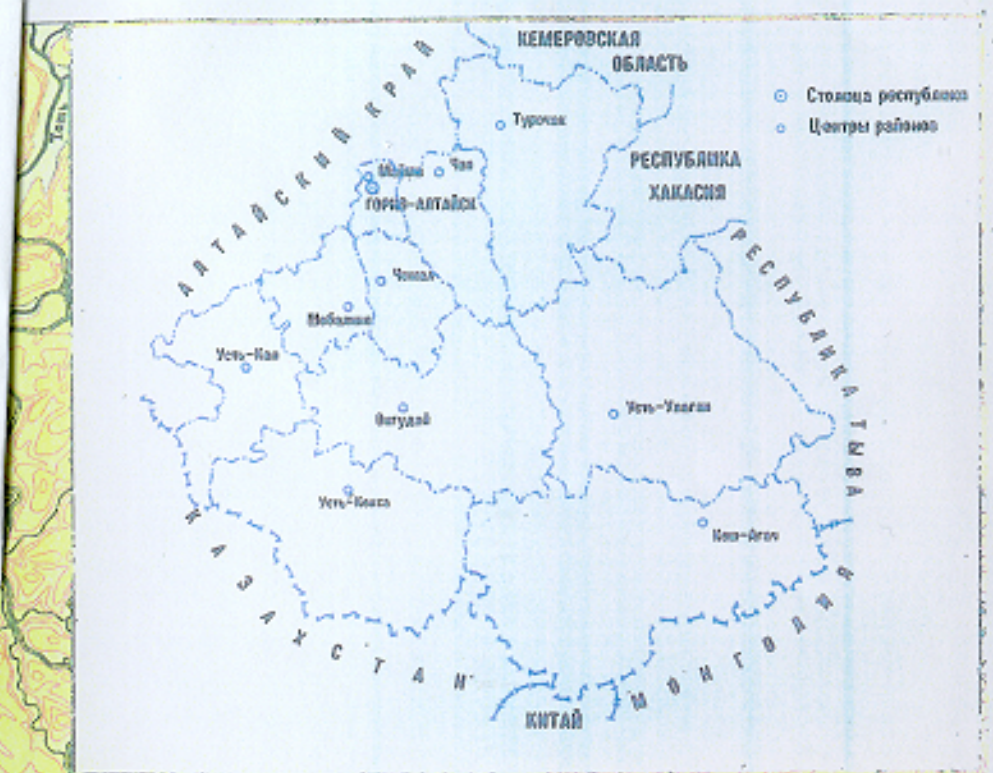 КЕМЕРОВСКАЯ
ОБЛАСТЬ
Столица республики
Центры районов
АЛТАЙСКИЙ КРАЙ
Турочак
РЕСПУБЛИКА
ХАКАСИЯ
Майма
Чоя
ГОРНО-АЛТАЙСК
РЕСПУБЛИКА ТЫВА
Чемал
Шебалино
Усть-Кан
Онгудай
Усть-Улаган
Усть-Кокса
Кош-Агач
КАЗАХСТАН
МОНГОЛИЯ
КИТАЙ